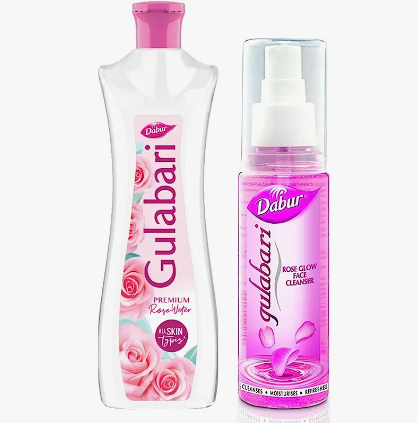 Dabur
Gulabari
PREMIUM
Rose Water
ALL SKIN
Types*
Dabur
gulabari
ROSE GLOW
FACE
CLEANSER
CLEANSES • MOISTURISES • REFRESHES